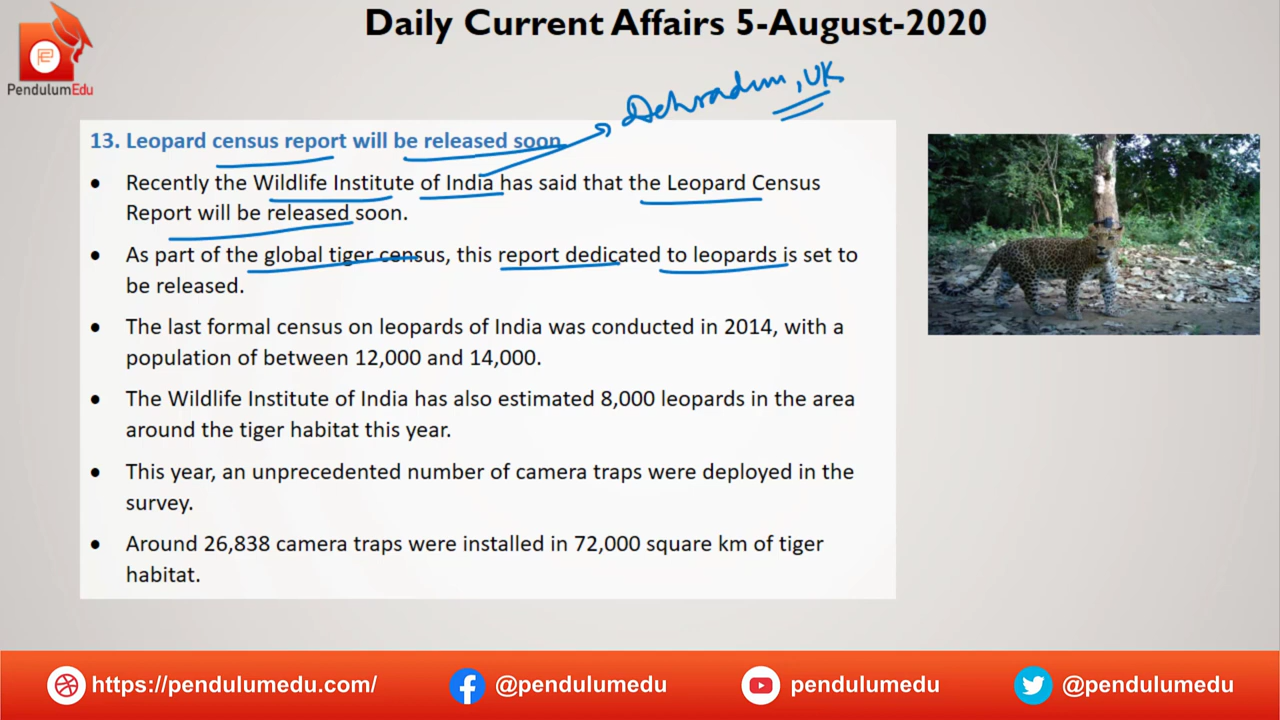 Daily Current Affairs 5-August-2020
PendulumEdu
Dehradun, UK
13. Leopard census report will be released soon
● Recently the Wildlife Institute of India has said that the Leopard Census
Report will be released soon.
● As part of the global tiger census, this report dedicated to leopards is set to
be released.
● The last formal census on leopards of India was conducted in 2014, with a
population of between 12,000 and 14,000.
● The Wildlife Institute of India has also estimated 8,000 leopards in the area
around the tiger habitat this year.
● This year, an unprecedented number of camera traps were deployed in the
survey.
● Around 26,838 camera traps were installed in 72,000 square km of tiger
habitat.
https://pendulumedu.com/ @pendulumedu pendulumedu @pendulumedu